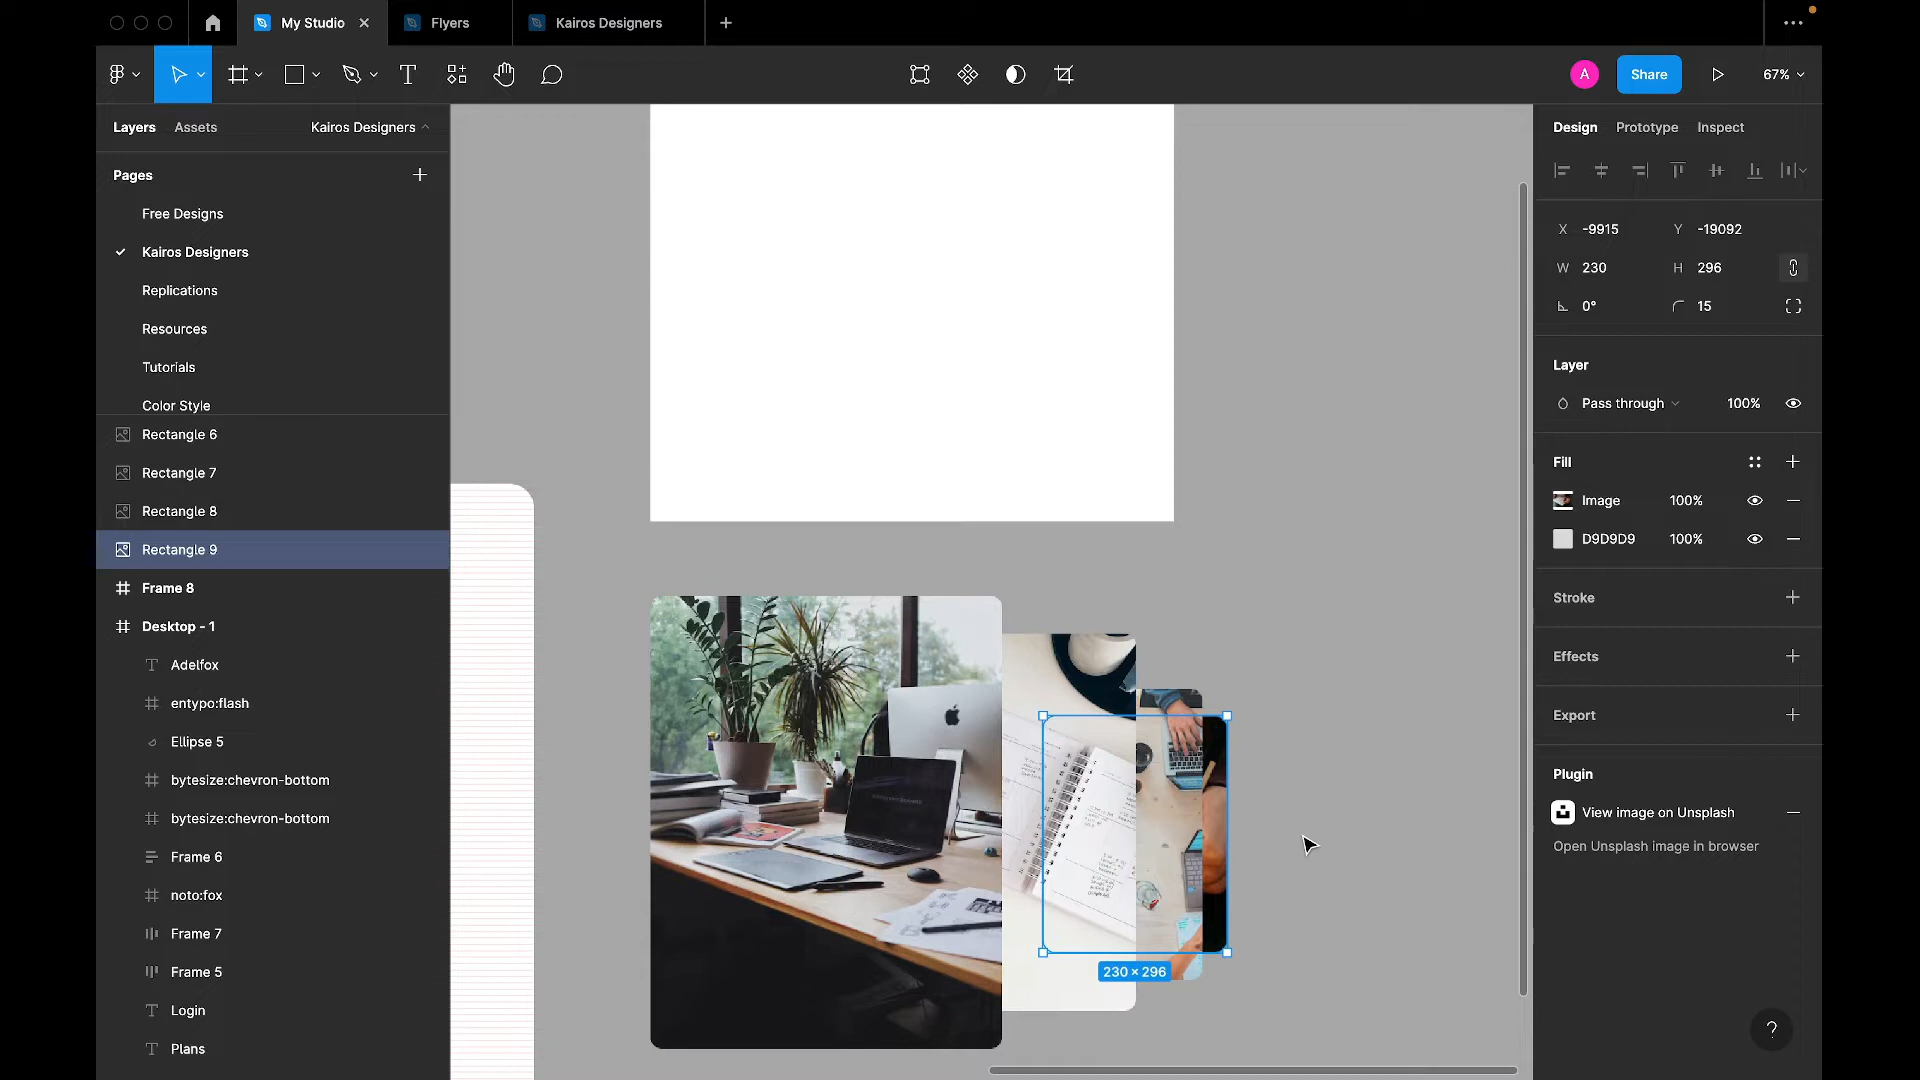 My Studio
Flyers
Kairos Designers
A
Share
67%
Layers
Assets
Kairos Designers
Design
Prototype
Inspect
Pages
Free Designs
Kairos Designers
Replications
Resources
Tutorials
Color Style
X
-9915
Y
-19092
W
230
H
296
0°
15
Layer
Pass through
100%
Rectangle 6
Rectangle 7
Rectangle 8
Rectangle 9
Frame 8
Desktop - 1
Adelfox
entypo:flash
Ellipse 5
bytesize:chevron-bottom
bytesize:chevron-bottom
Frame 6
noto:fox
Frame 7
Frame 5
Login
Plans
Fill
Image
100%
D9D9D9
100%
Stroke
Effects
Export
Plugin
View image on Unsplash
Open Unsplash image in browser
230 × 296
?